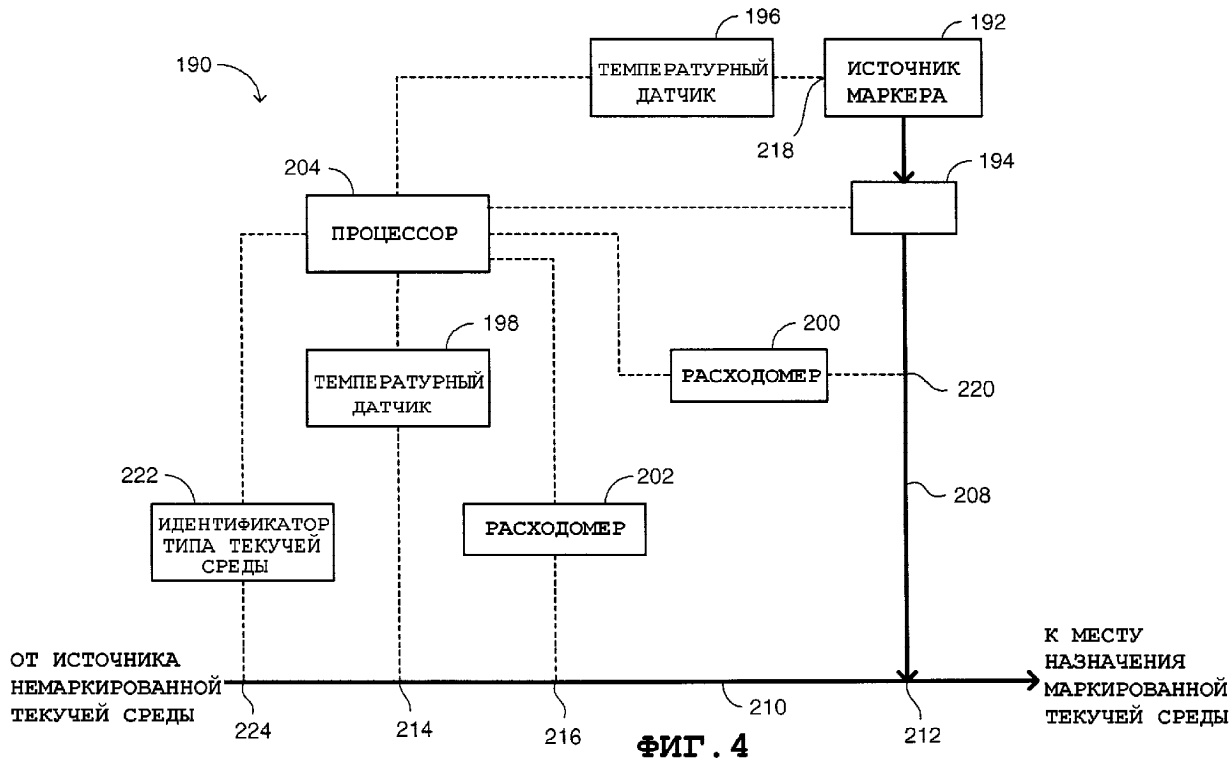 196
192
190
ТЕМПЕРАТУРНЫЙ
ДАТЧИК
ИСТОЧНИК
МАРКЕРА
218
204
194
ПРОЦЕССОР
198
200
ТЕМПЕРАТУРНЫЙ
ДАТЧИК
РАСХОДОМЕР
220
222
202
208
ИДЕНТИФИКАТОР
ТИПА ТЕКУЧЕЙ
СРЕДЫ
РАСХОДОМЕР
ОТ ИСТОЧНИКА
НЕМАРКИРОВАННОЙ
ТЕКУЧЕЙ СРЕДЫ
К МЕСТУ
НАЗНАЧЕНИЯ
МАРКИРОВАННОЙ
ТЕКУЧЕЙ СРЕДЫ
224
214
216
210
212
ФИГ.4